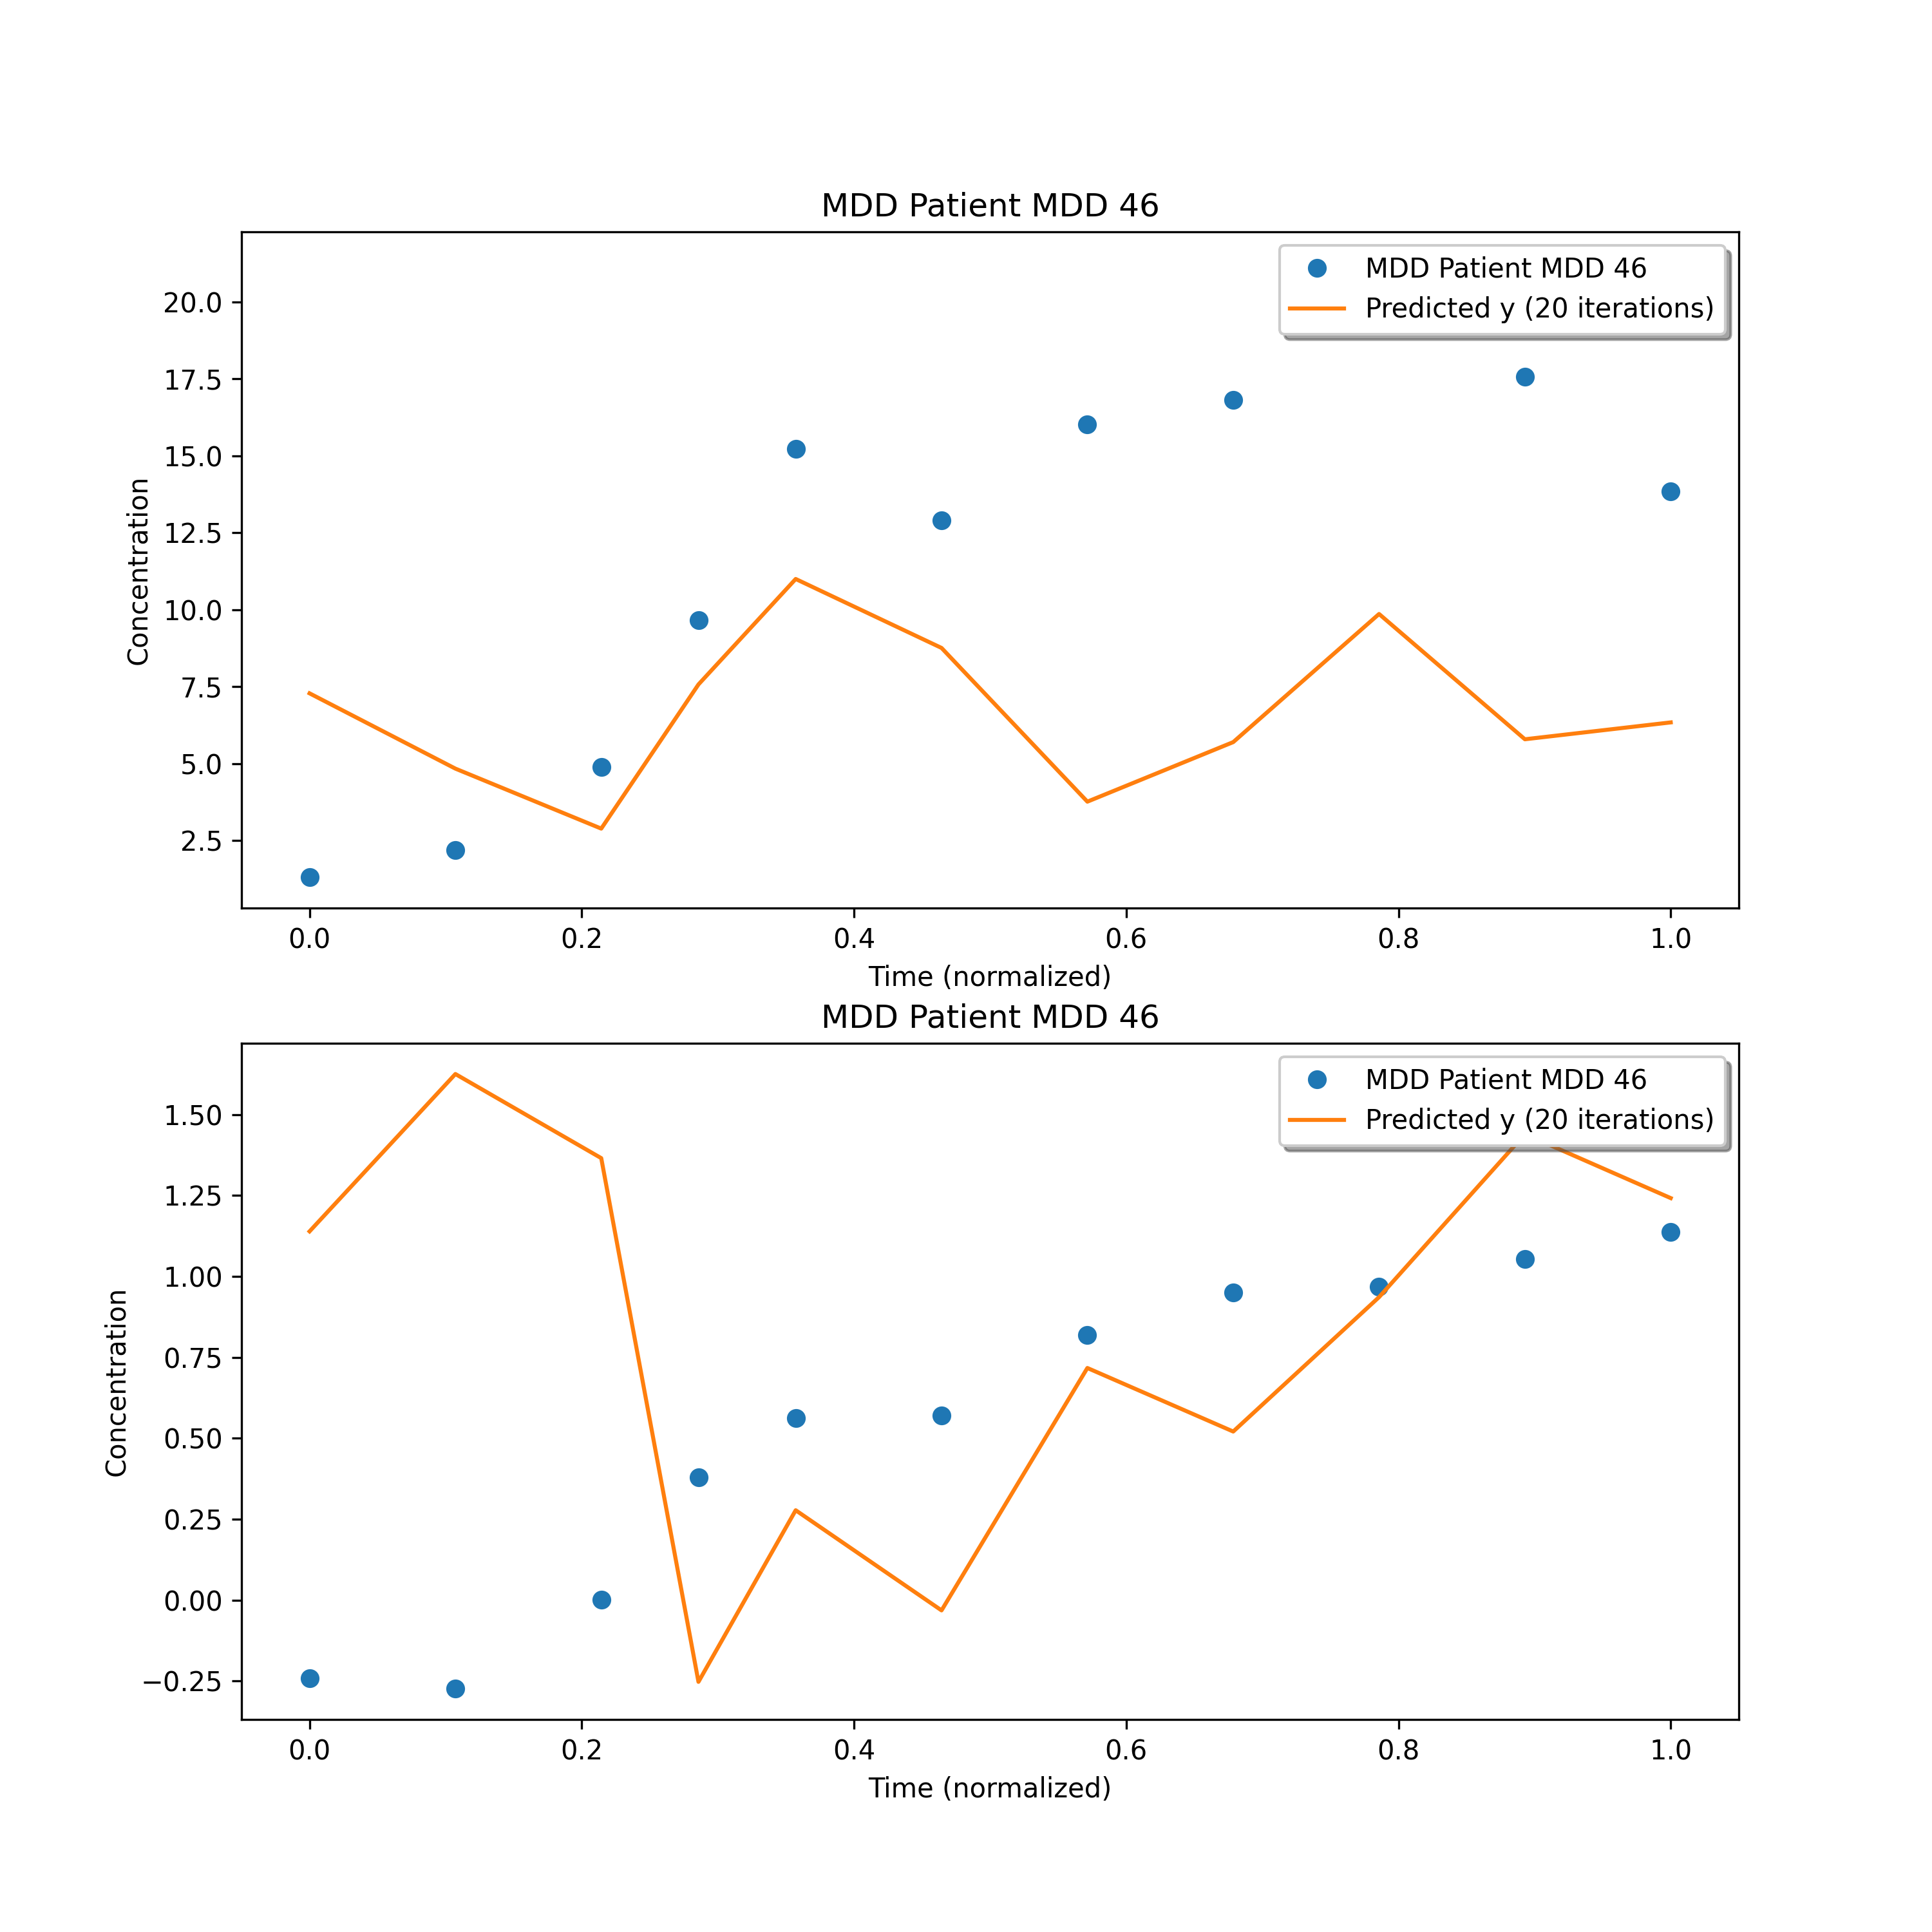 MDD Patient MDD 46
MDD Patient MDD 46
Predicted y (20 iterations)
20.0
17.5
15.0
12.5
10.0
7.5
5.0
2.5
Concentration
0.0 0.2 0.4 0.6 0.8 1.0
Time (normalized)
MDD Patient MDD 46
MDD Patient MDD 46
Predicted y (20 iterations)
1.50
1.25
1.00
0.75
0.50
0.25
0.00
−0.25
Concentration
0.0 0.2 0.4 0.6 0.8 1.0
Time (normalized)